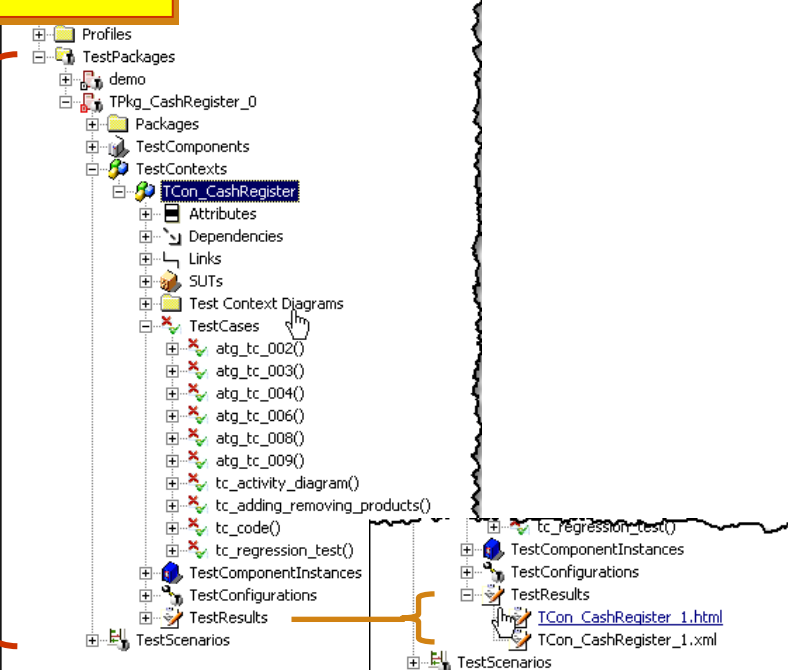 Profiles
TestPackages
demo
TPkg_CashRegister_0
Packages
TestComponents
TestContexts
TCon_CashRegister
Attributes
Dependencies
Links
SUTs
Test Context Diagrams
TestCases
atg_tc_002()
atg_tc_003()
atg_tc_004()
atg_tc_006()
atg_tc_008()
atg_tc_009()
tc_activity_diagram()
tc_adding_removing_products()
tc_code()
tc_regression_test()
TestComponentInstances
TestConfigurations
TestResults
TestScenarios
tc_regression_test()
TestComponentInstances
TestConfigurations
TestResults
TCon_CashRegister_1.html
TCon_CashRegister_1.xml
TestScenarios